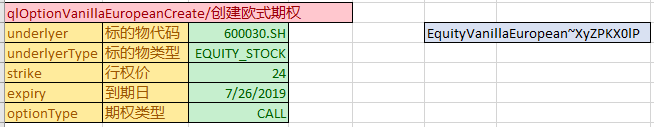 qlOptionVanillaEuropeanCreate/创建欧式期权
underlyer 标的物代码 600030.SH EquityVanillaEuropean~XyZPKX0lP
underlyerType 标的物类型 EQUITY_STOCK
strike 行权价 24
expiry 到期日 7/26/2019
optionType 期权类型 CALL